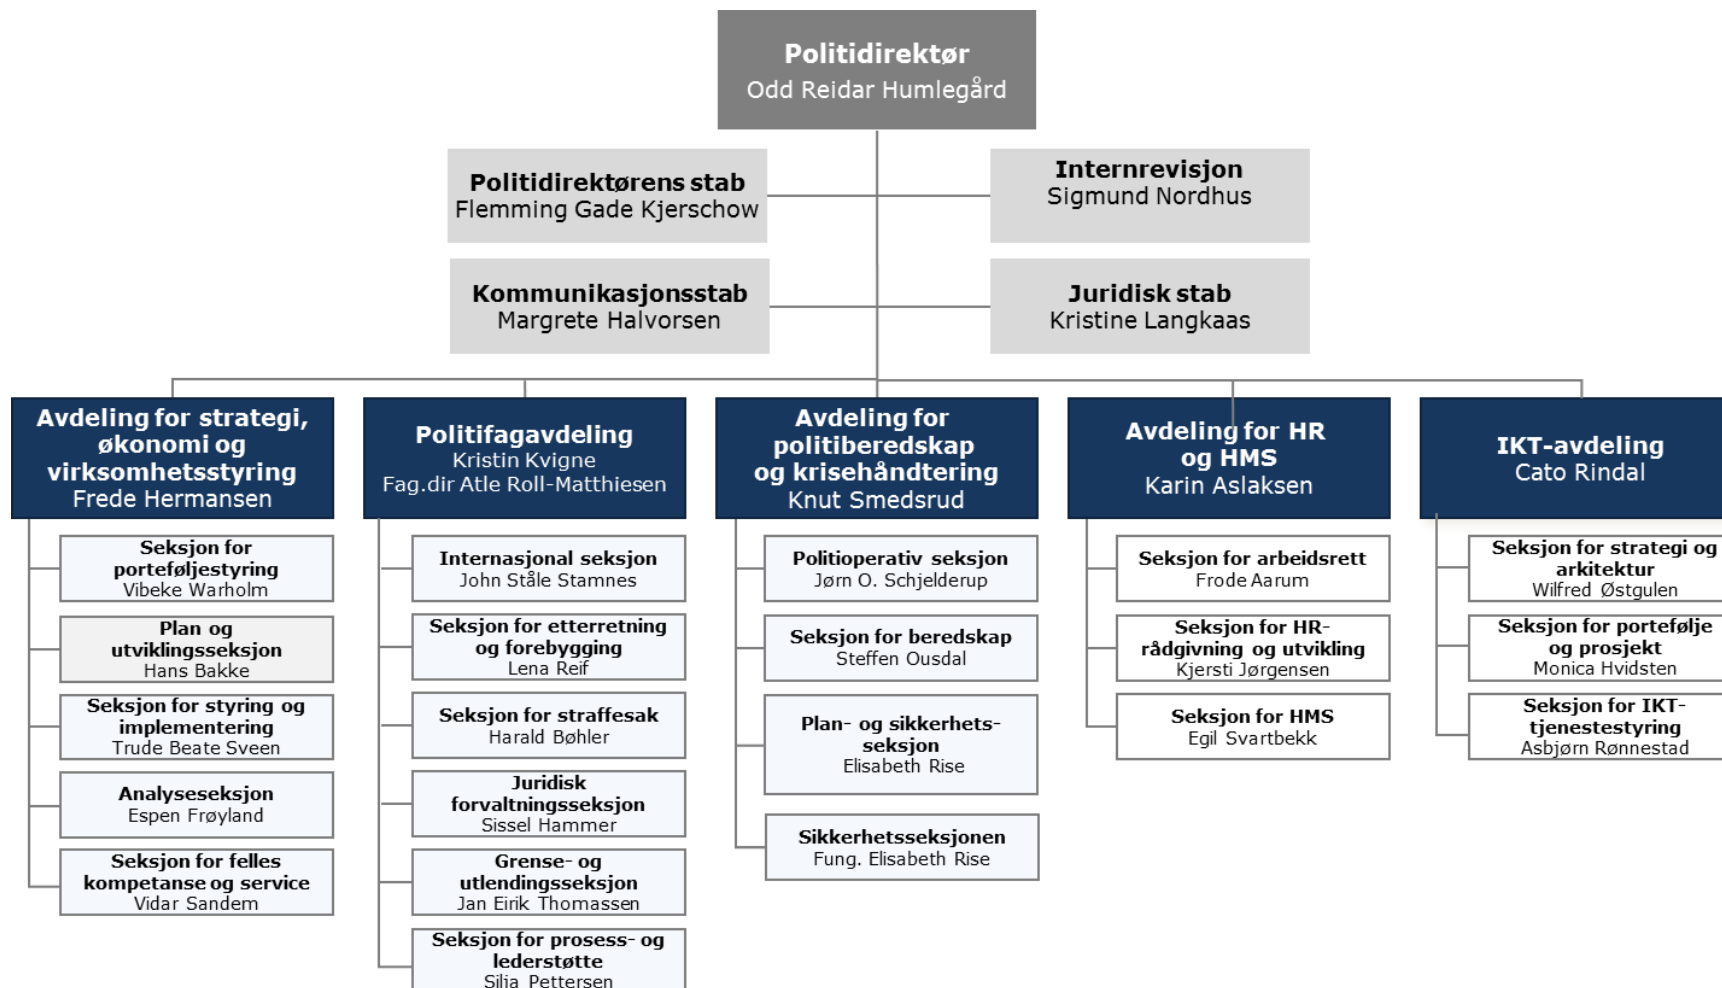 Politidirektør
Odd Reidar Humlegård
Politidirektørens stab
Flemming Gade Kjerschow
Internrevisjon
Sigmund Nordhus
Kommunikasjonsstab
Margrete Halvorsen
Juridisk stab
Kristine Langkaas
Avdeling for strategi,
økonomi og
virksomhetsstyring
Frede Hermansen
Seksjon for
porteføljestyring
Vibeke Warholm
Plan og
utviklingsseksjon
Hans Bakke
Seksjon for styring og
implementering
Trude Beate Sveen
Analyseseksjon
Espen Frøyland
Seksjon for felles
kompetanse og service
Vidar Sandem
Politifagavdeling
Kristin Kvigne
Fag.dir Atle Roll-Matthiesen
Internasjonal seksjon
John Ståle Stamnes
Seksjon for etterretning
og forebygging
Lena Reif
Seksjon for straffesak
Harald Bøhler
Juridisk
forvaltningsseksjon
Sissel Hammer
Grense- og
utlendingsseksjon
Jan Eirik Thomassen
Seksjon for prosess- og
lederstøtte
Silja Pettersen
Avdeling for
politiberedskap
og krisehåndtering
Knut Smedsrud
Politioperativ seksjon
Jørn O. Schjelderup
Seksjon for beredskap
Steffen Ousdal
Plan- og sikkerhets-
seksjon
Elisabeth Rise
Sikkerhetsseksjonen
Fung. Elisabeth Rise
Avdeling for HR
og HMS
Karin Aslaksen
Seksjon for arbeidsrett
Frode Aarum
Seksjon for HR-
rådgivning og utvikling
Kjersti Jørgensen
Seksjon for HMS
Egil Svartbekk
IKT-avdeling
Cato Rindal
Seksjon for strategi og
arkitektur
Wilfred Østgulen
Seksjon for portefølje
og prosjekt
Monica Hvidsten
Seksjon for IKT-
tjenestestyring
Asbjørn Rønnestad